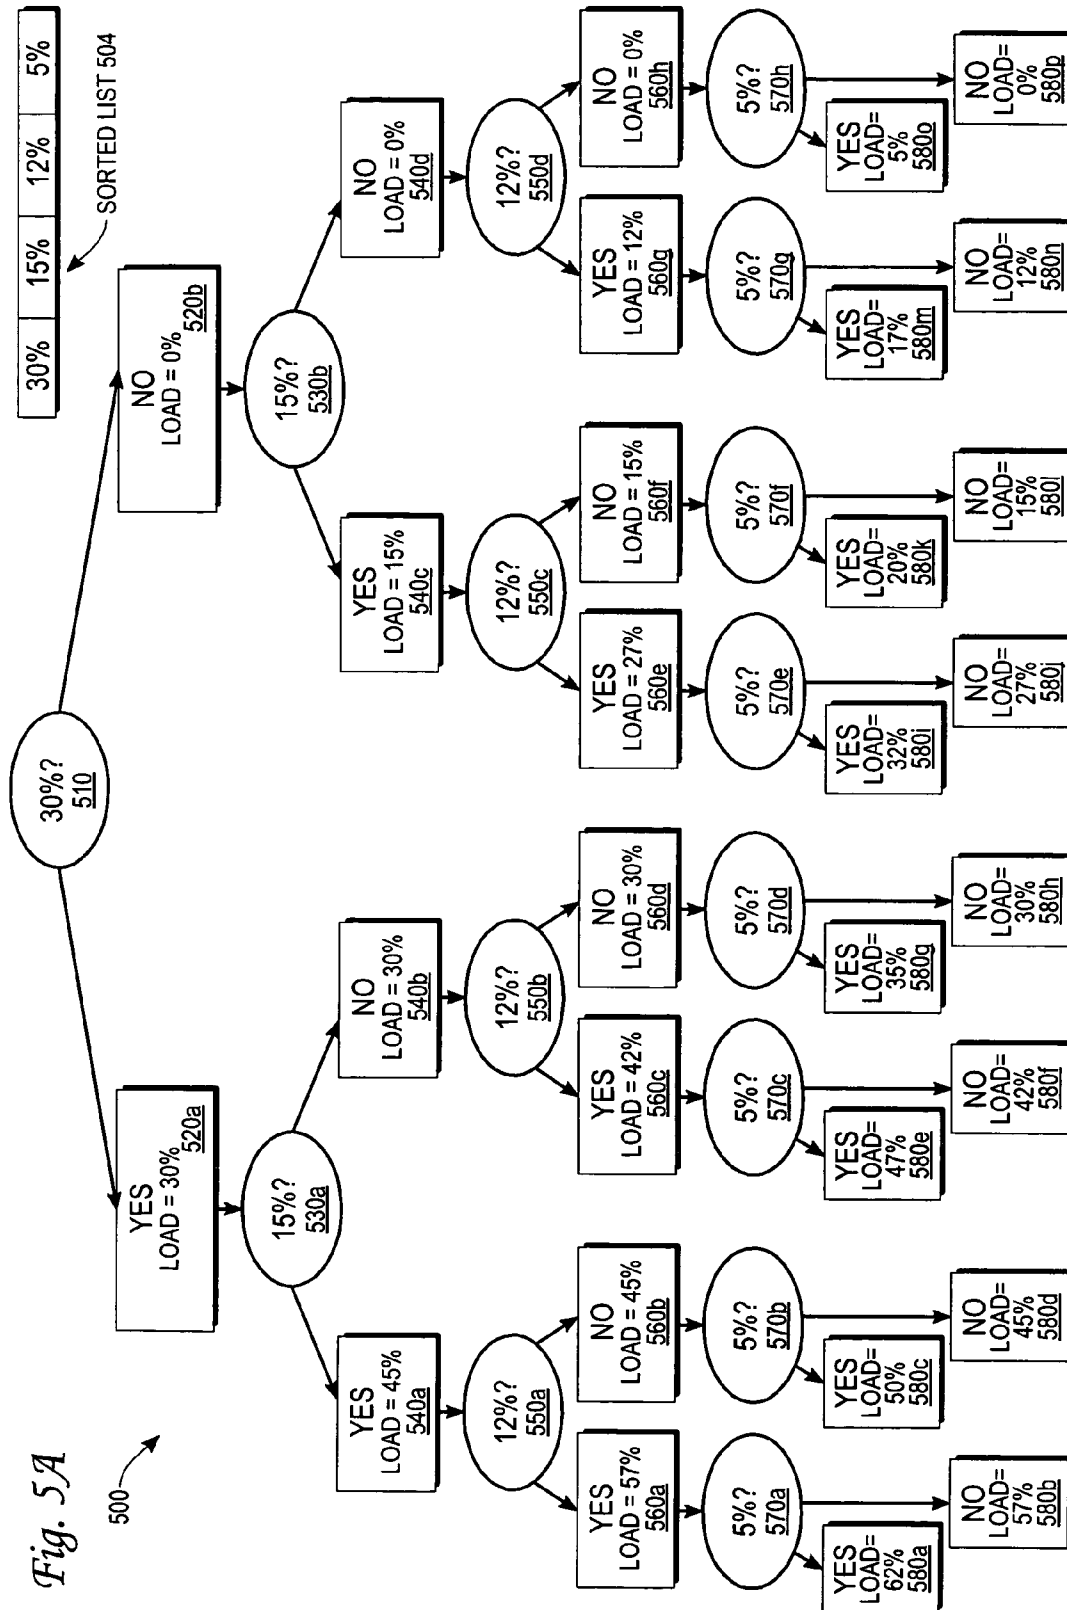 Fig. 5A
500
30% 15% 12% 5%
SORTED LIST 504
30%?
510
YES
LOAD = 30%
520a
NO
LOAD = 0%
520b
15%?
530a
15%?
530b
YES
LOAD = 45%
540a
NO
LOAD = 30%
540b
YES
LOAD = 15%
540c
NO
LOAD = 0%
540d
12%?
550a
12%?
550b
12%?
550c
12%?
550d
YES
LOAD = 57%
560a
NO
LOAD = 45%
560b
YES
LOAD = 42%
560c
NO
LOAD = 30%
560d
YES
LOAD = 27%
560e
NO
LOAD = 15%
560f
YES
LOAD = 12%
560g
NO
LOAD = 0%
560h
5%?
570a
5%?
570b
5%?
570c
5%?
570d
5%?
570e
5%?
570f
5%?
570g
5%?
570h
YES
LOAD=
62%
580a
NO
LOAD=
57%
580b
YES
LOAD=
50%
580c
NO
LOAD=
45%
580d
YES
LOAD=
47%
580e
NO
LOAD=
42%
580f
YES
LOAD=
35%
580g
NO
LOAD=
30%
580h
YES
LOAD=
32%
580i
NO
LOAD=
27%
580j
YES
LOAD=
20%
580k
NO
LOAD=
15%
580l
YES
LOAD=
17%
580m
NO
LOAD=
12%
580n
YES
LOAD=
5%
580o
NO
LOAD=
0%
580p